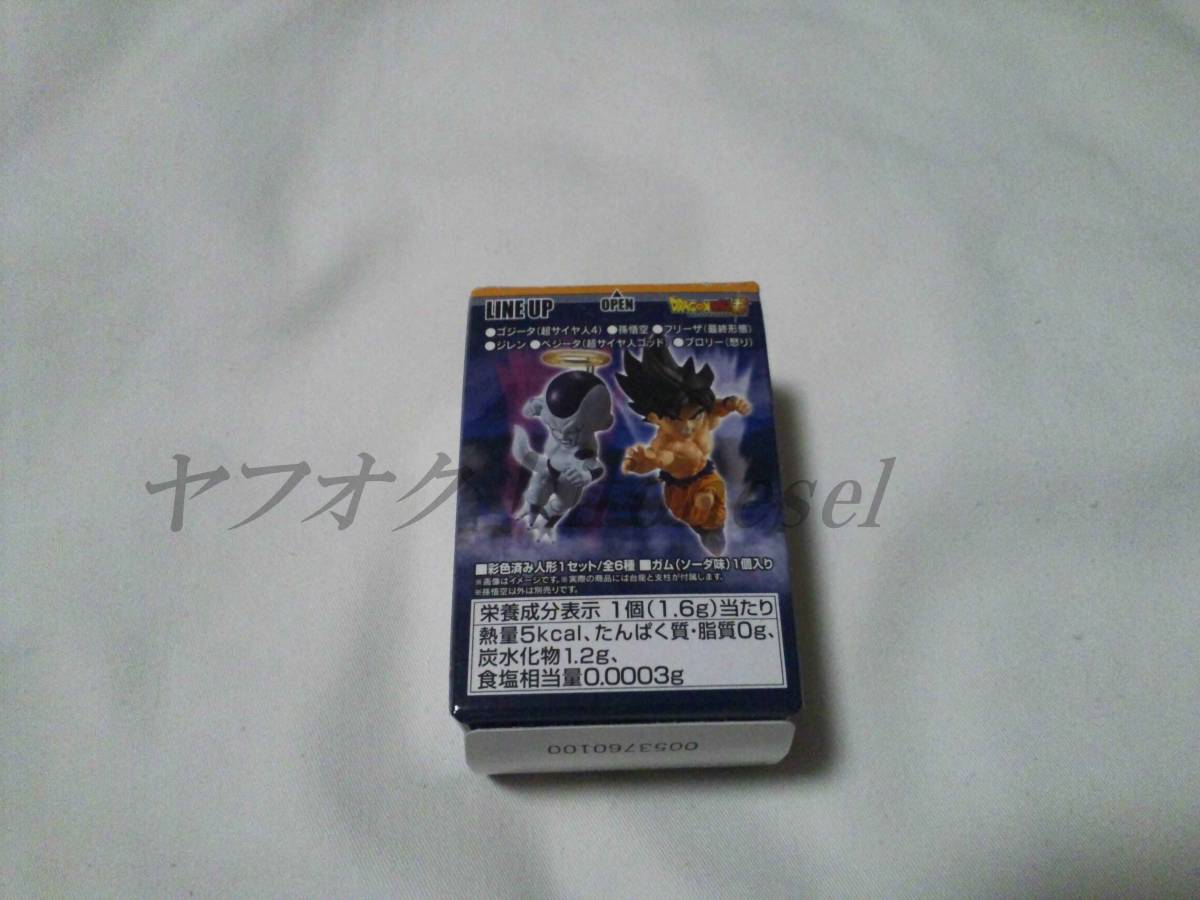 LINE UP
OPEN
DRAGONBALL
●ゴジータ(超サイヤ人4) ●孫悟空 ●フリーザ(最終形態)
●ジレン ●ベジータ(超サイヤ人ゴッド) ●ブロリー(怒り)
ヤフオク
esel
■彩色済み人形1セット/全6種 ■ガム(ソーダ味)1個入り
※画像はイメージです。※実際の商品には台座と支柱が付属します。
※孫悟空以外は別売りです。
栄養成分表示 1個(1.6g)当たり
熱量5kcal、たんぱく質・脂質0g、
炭水化物1.2g、
食塩相当量0.0003g
0053760100